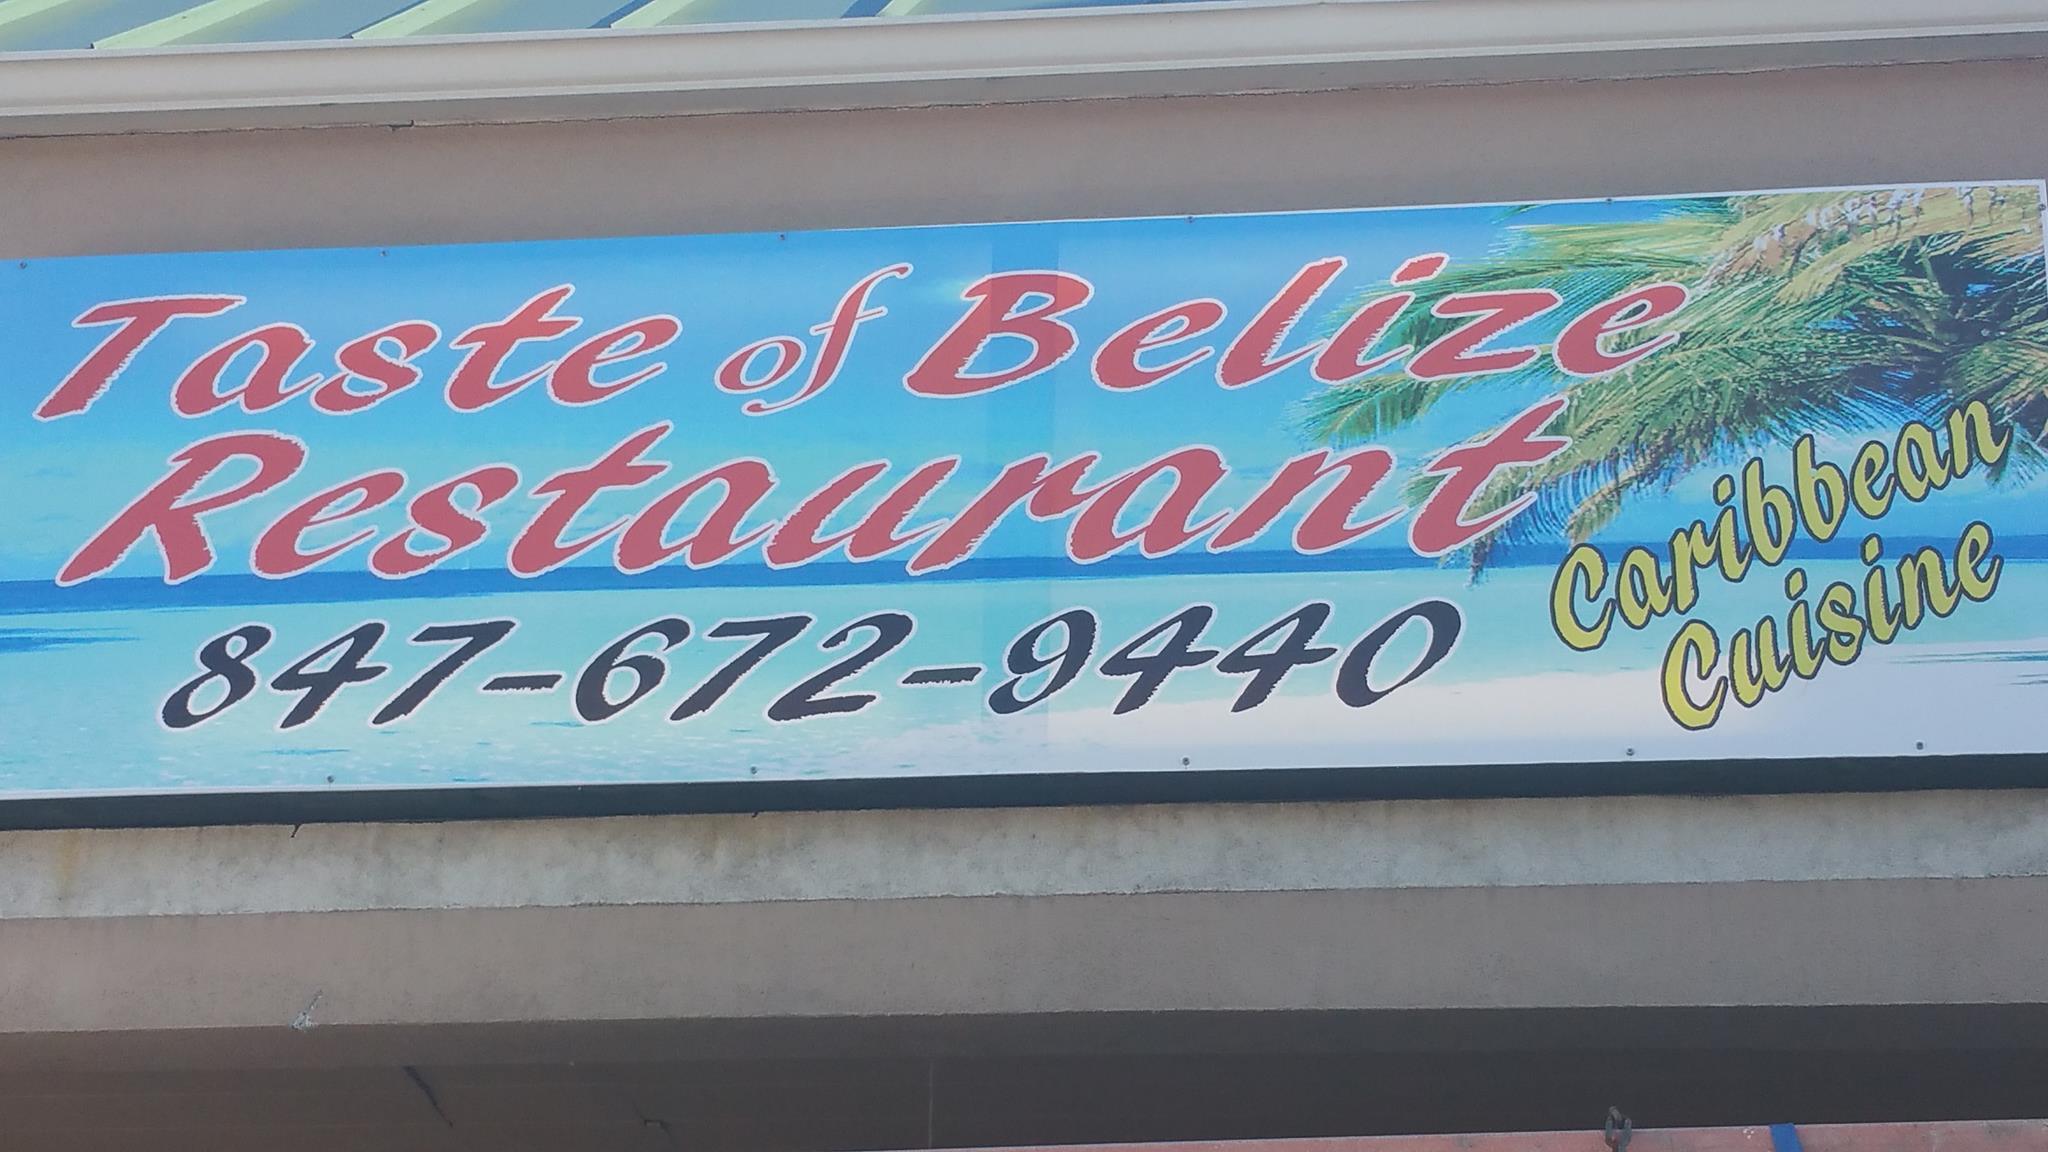 Taste of Belize
Restaurant
847-672-9440
Caribbean
Cuisine